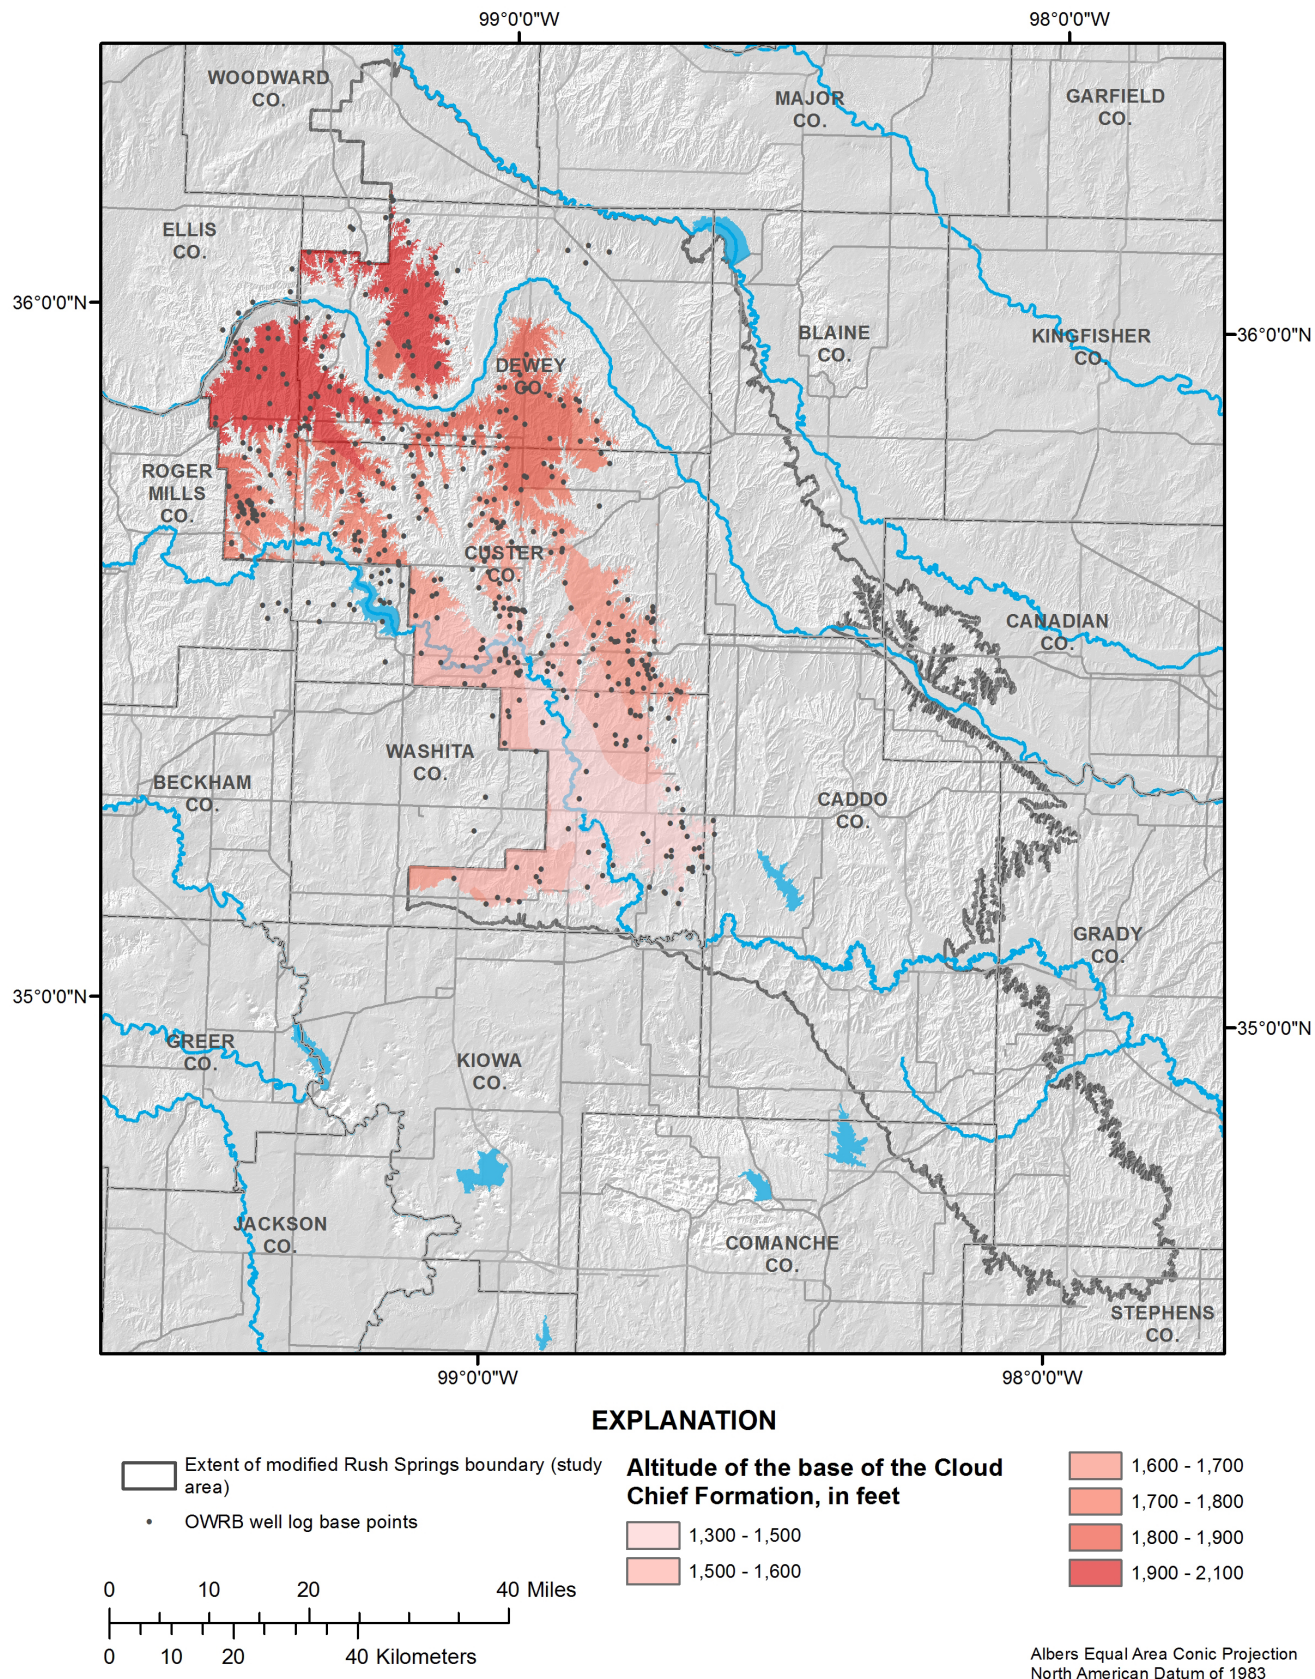 99°0'0"W
98°0'0"W
WOODWARD
CO.
MAJOR
CO.
GARFIELD
CO.
ELLIS
CO.
36°0'0"N
36°0'0"N
BLAINE
CO.
KINGFISHER
CO.
DEWEY
CO.
ROGER
MILLS
CO.
CUSTER
CO.
CANADIAN
CO.
WASHITA
CO.
BECKHAM
CO.
CADDO
CO.
GRADY
CO.
35°0'0"N
35°0'0"N
GREER
CO.
KIOWA
CO.
JACKSON
CO.
COMANCHE
CO.
STEPHENS
CO.
99°0'0"W
98°0'0"W
EXPLANATION
Extent of modified Rush Springs boundary (study
area)
OWRB well log base points
Altitude of the base of the Cloud
Chief Formation, in feet
1,300 - 1,500
1,500 - 1,600
1,600 - 1,700
1,700 - 1,800
1,800 - 1,900
1,900 - 2,100
0 10 20 40 Miles
0 10 20 40 Kilometers
Albers Equal Area Conic Projection
North American Datum of 1983